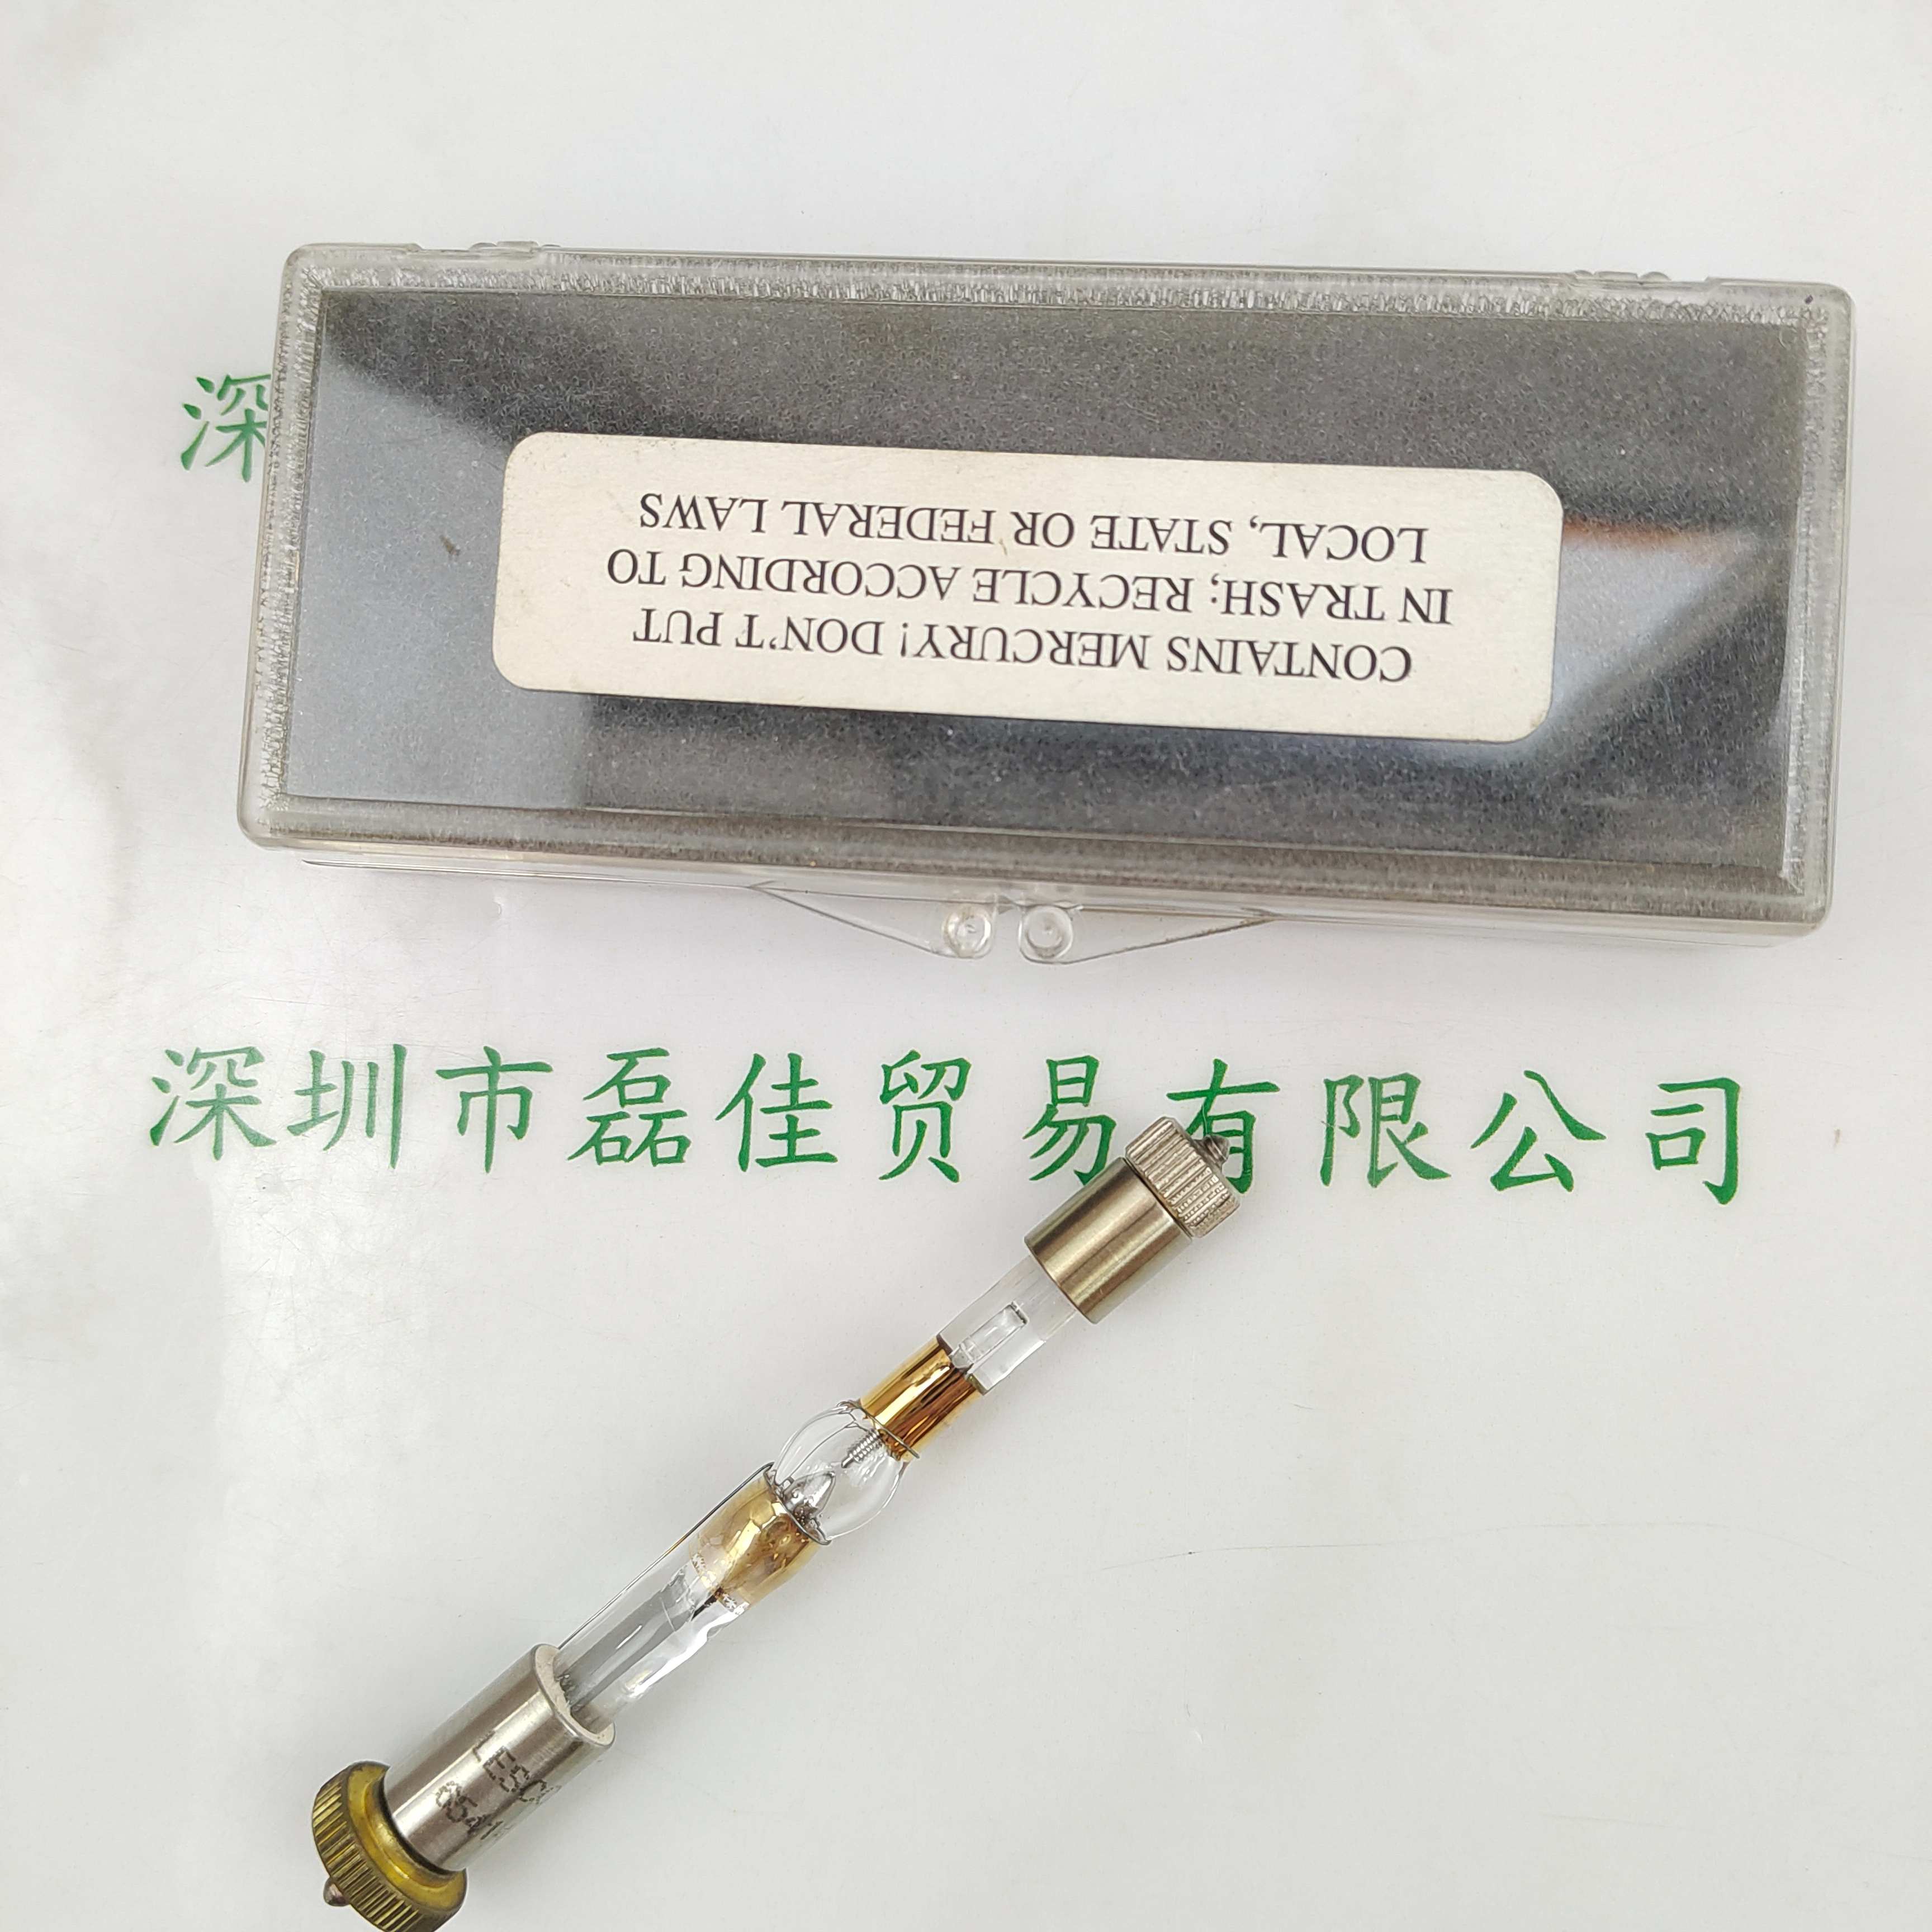 深
CONTAINS MERCURY! DON'T PUT
IN TRASH; RECYCLE ACCORDING TO
LOCAL, STATE OR FEDERAL LAWS
深圳市磊佳贸易有限公司